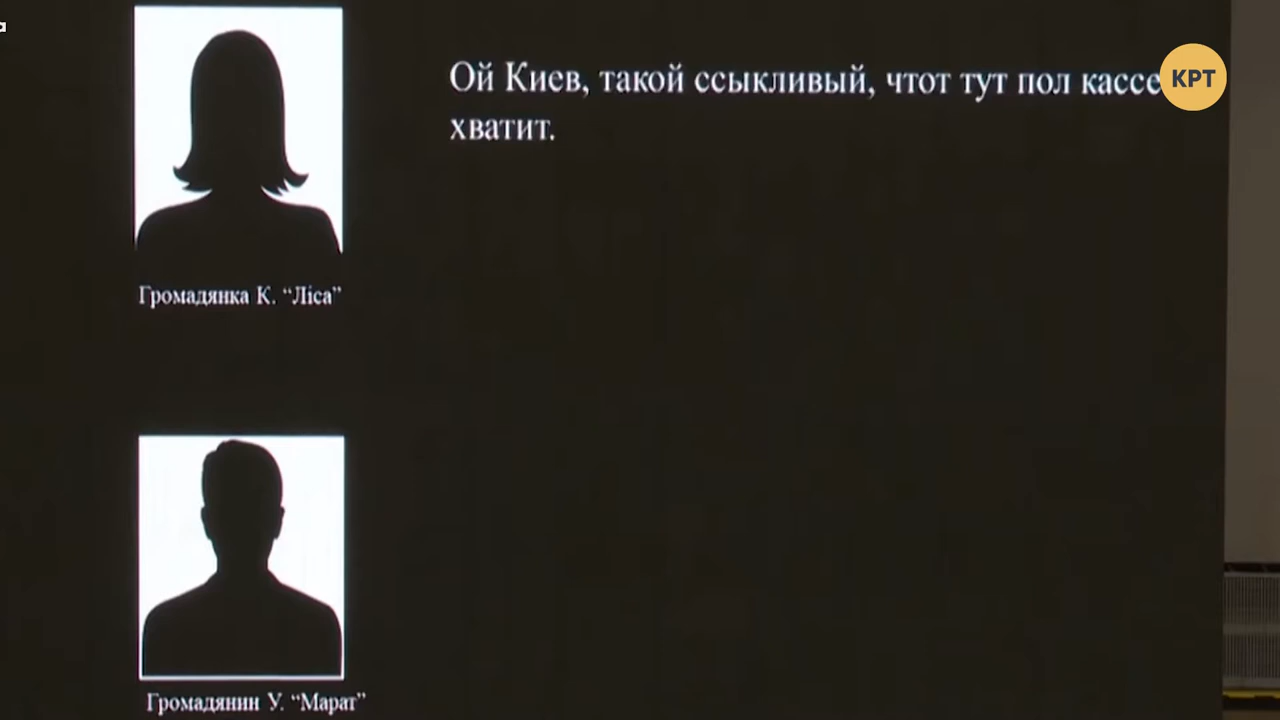 Ой Киев, такой ссыкливый, чтот тут пол кассе
хватит.
КРТ
Громадянка К. “Ліса”
Громадянин У. “Марат”